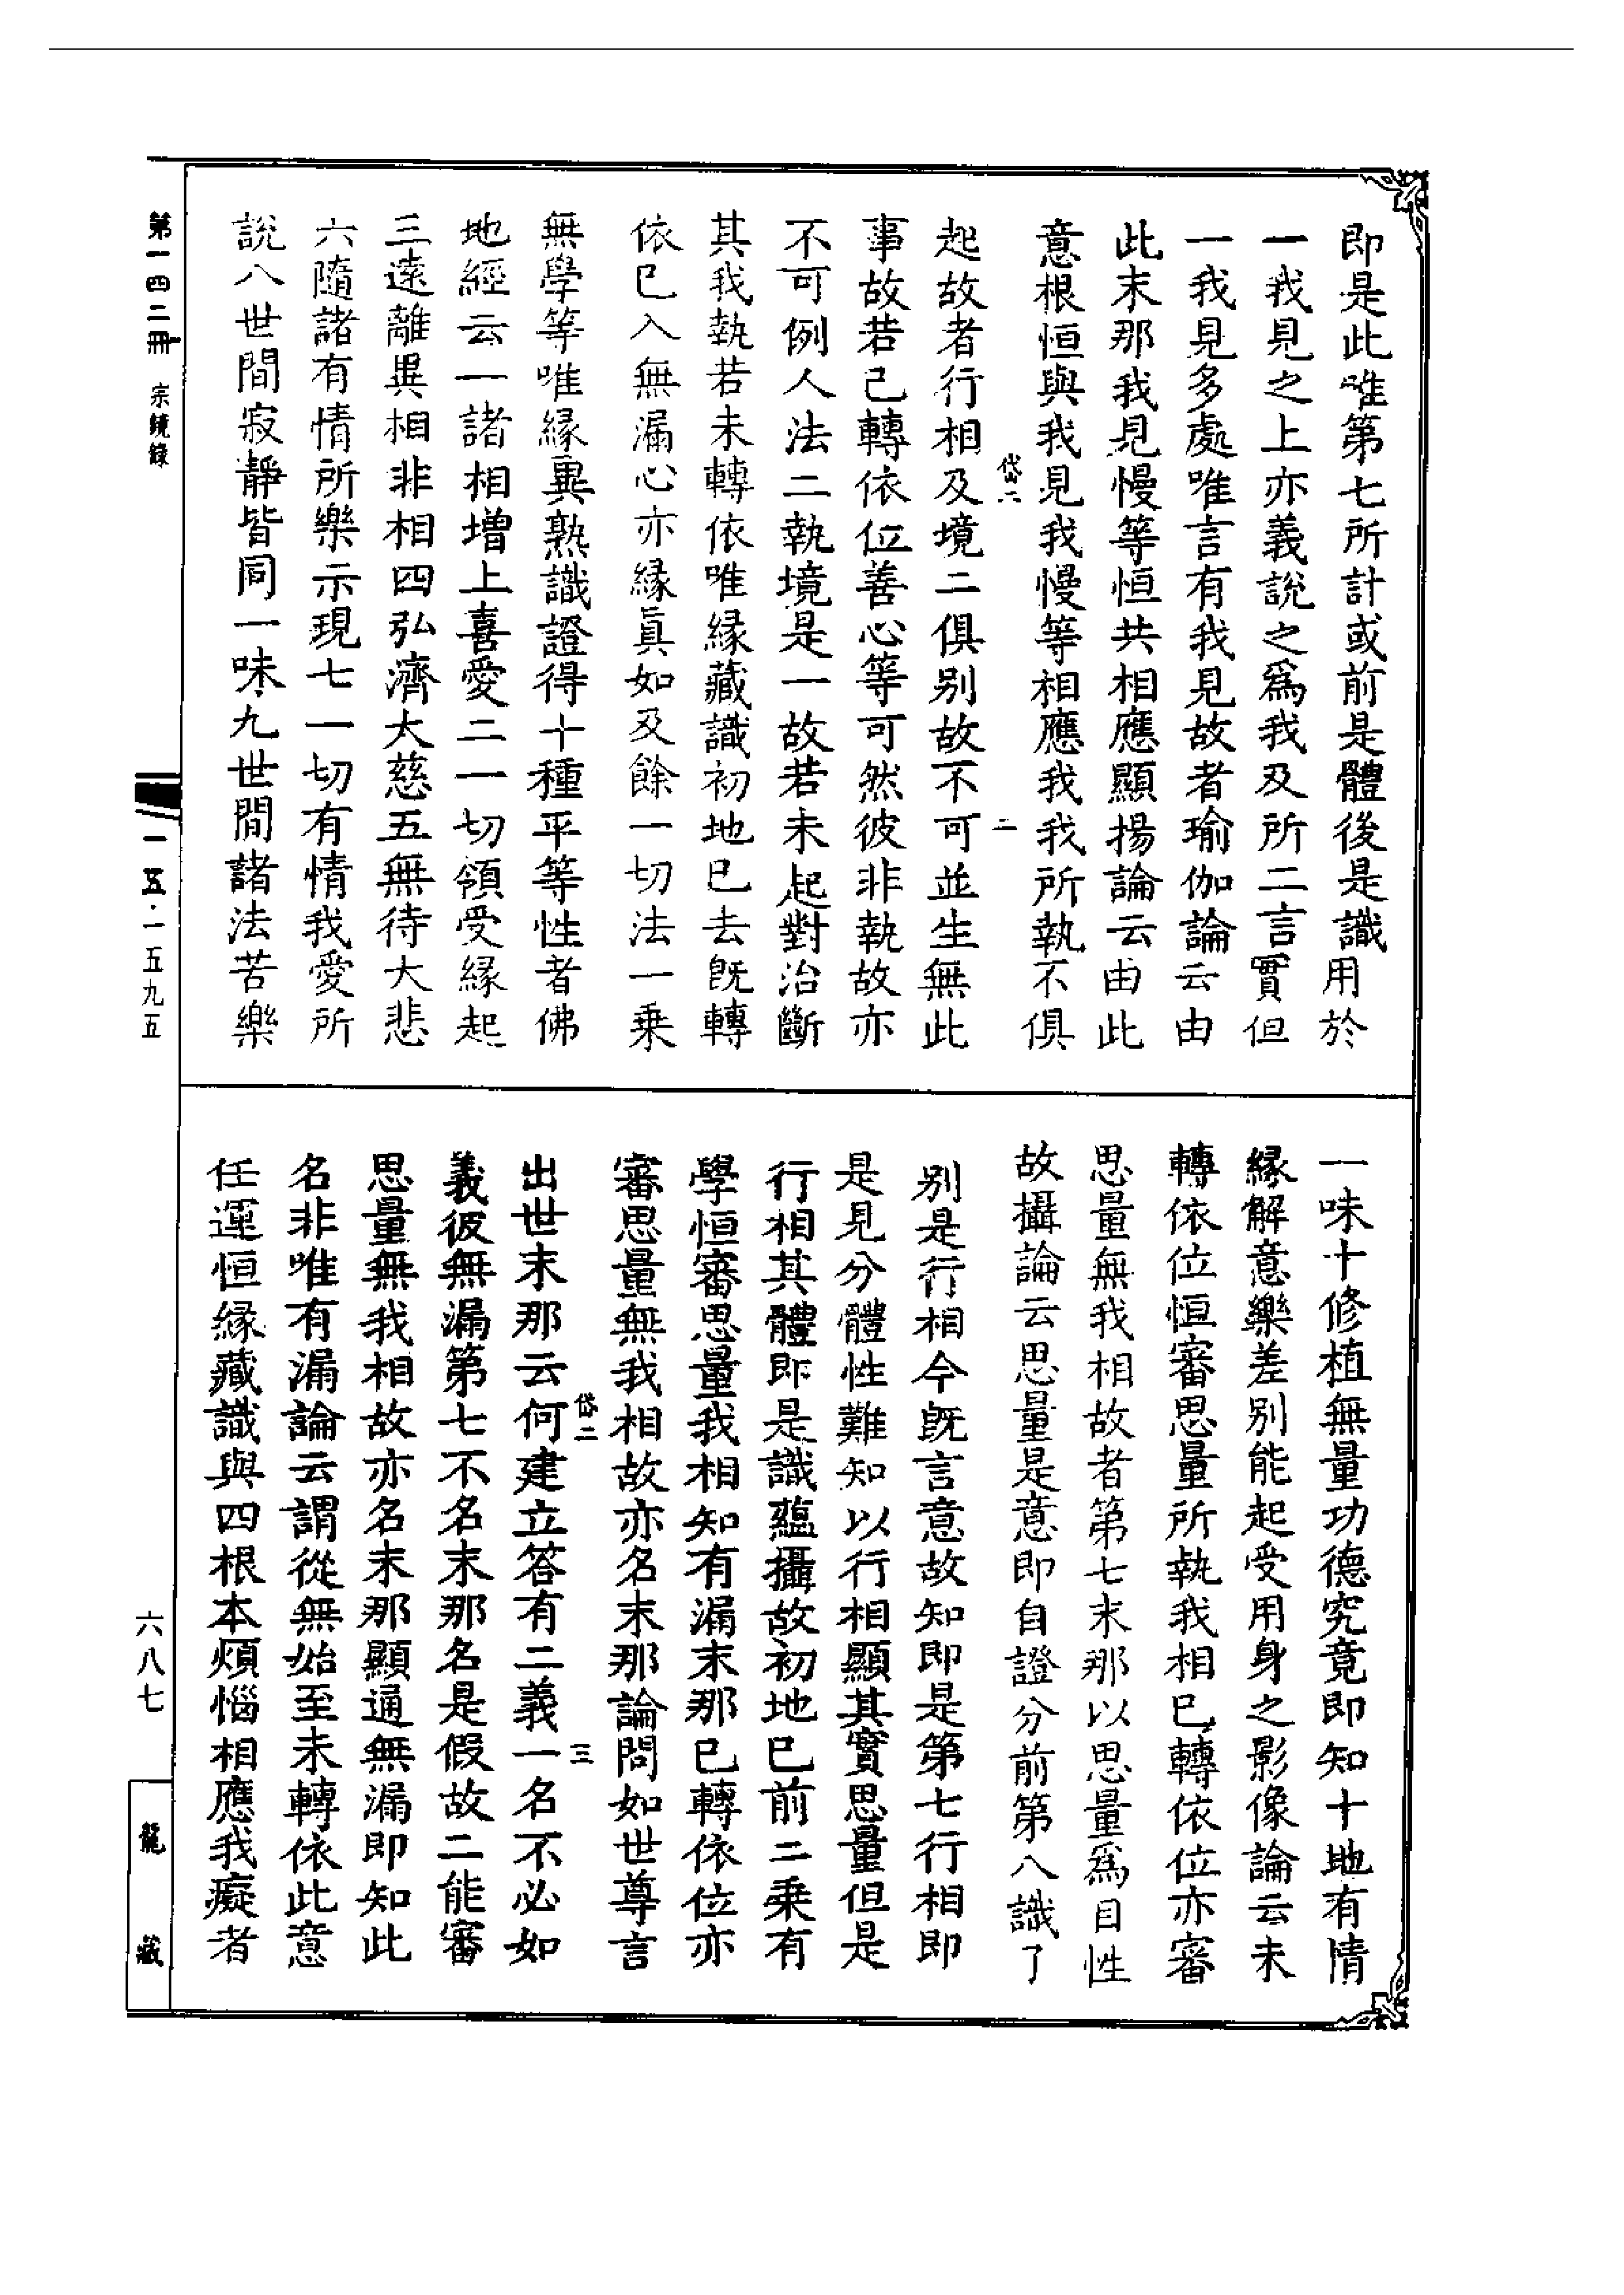 即是此唯第七所計或前是體後是識用於
一我見之上亦義說之爲我及所二言實但
一我見多處唯言有我見故者瑜伽論云由
此末那我見慢等恒共相應顯揚論云由此
意根恒與我見我慢等相應我我所執不俱
岱二 二
起故者行相及境二俱别故不可並生無此
事故若已轉依位善心等可然彼非執故亦
不可例人法二執境是一故若未起對治斷
其我執若未轉依唯緣藏識初地巳去旣轉
依巳入無漏心亦緣眞如及餘一切法一乘
無學等唯緣異熟識證得十種平等性者佛
地經云一諸相增上喜愛二一切領受緣起
三遠離異相非相四弘濟大慈五無待大悲
六隨諸有情所樂示現七一切有情我愛所
說八世間寂靜皆同一味九世間諸法苦樂
一味十修植無量功德究竟即知十地有情
緣解意樂差别能起受用身之影像論云未
轉依位恒審思量所執我相巳轉依位亦審
思量無我相故者第七末那以思量爲自性
故攝論云思量是意即自證分前第八識了
别是行相今旣言意故知即是第七行相即
是見分體性難知以行相顯其實思量但是
行相其體即是識蘊攝故初地巳前二乘有
學恒審思量我相知有漏末那巳轉依位亦
審思量無我相故亦名末那論問如世尊言
岱二 三
出世末那云何建立答有二義一名不必如
義彼無漏第七不名末那名是假故二能審
思量無我相故亦名末那顯通無漏即知此
名非唯有漏論云謂從無始至未轉依此意
任運恒緣藏識與四根本煩惱相應我癡者
第一四二冊 宗鏡錄
一五·一五九五
六八七
龍藏